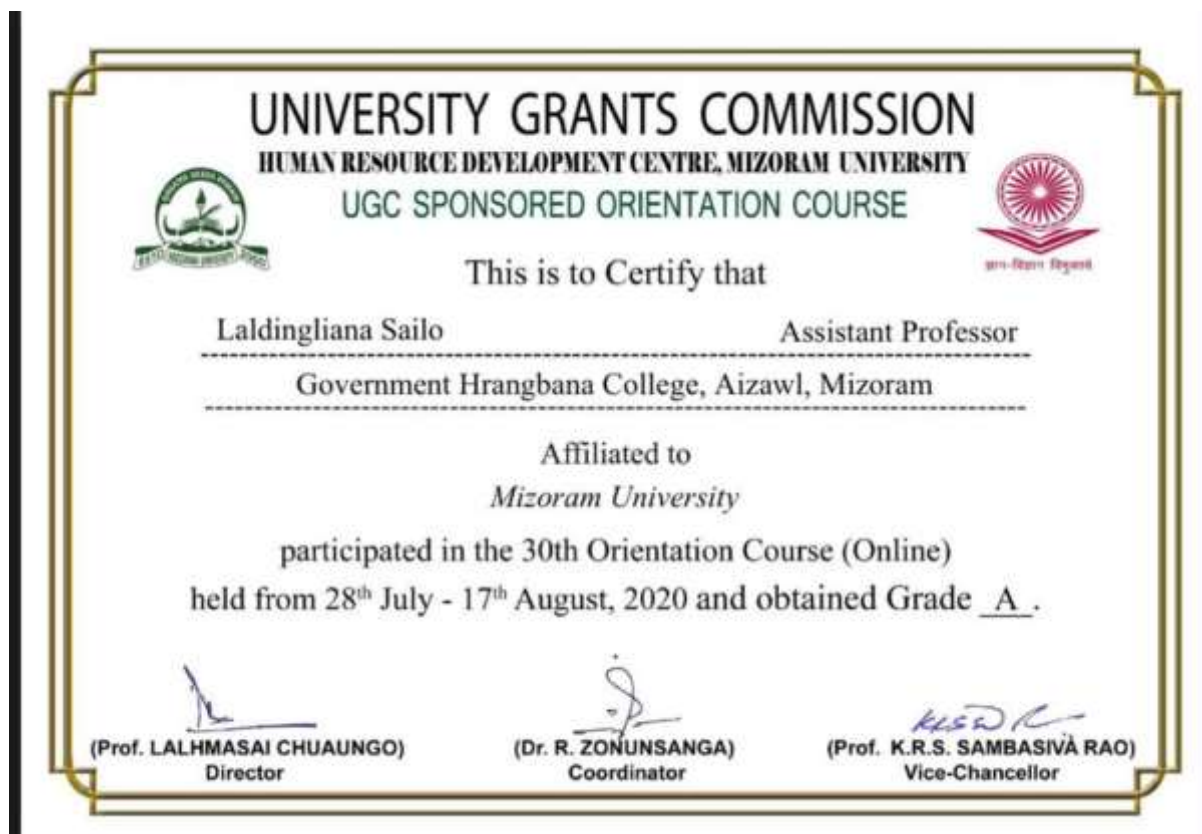 UNIVERSITY GRANTS COMMISSION
HUMAN RESOURCE DEVELOPMENT CENTRE, MIZORAM UNIVERSITY
UGC SPONSORED ORIENTATION COURSE
MIZORAM UNIVERSITY
ज्ञान-विज्ञान विमुक्तये
This is to Certify that
Laldingliana Sailo Assistant Professor
Government Hrangbana College, Aizawl, Mizoram
Affiliated to
Mizoram University
participated in the 30th Orientation Course (Online)
held from 28th July - 17th August, 2020 and obtained Grade A.
(Prof. LALHMASAI CHUAUNGO) (Dr. R. ZONUNSANGA) (Prof. K.R.S. SAMBASIVA RAO)
Director Coordinator Vice-Chancellor